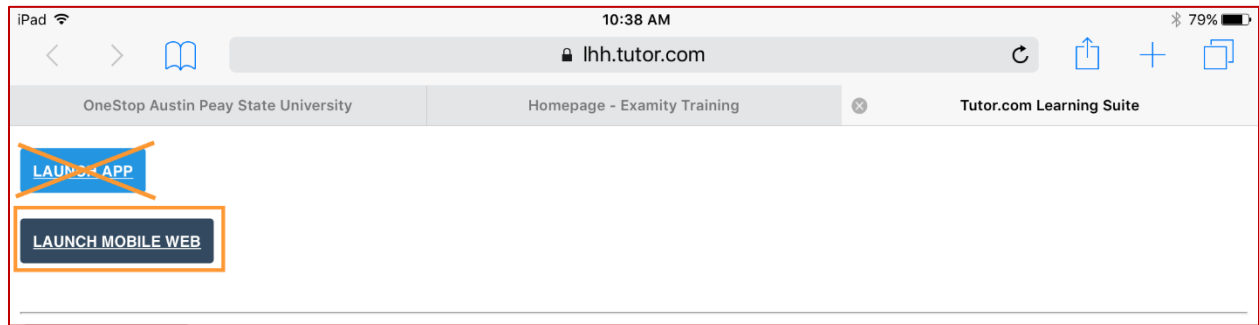 iPad 10:38 AM 79%
lhh.tutor.com
OneStop Austin Peay State University Homepage - Examity Training Tutor.com Learning Suite
LAUNCH APP
LAUNCH MOBILE WEB